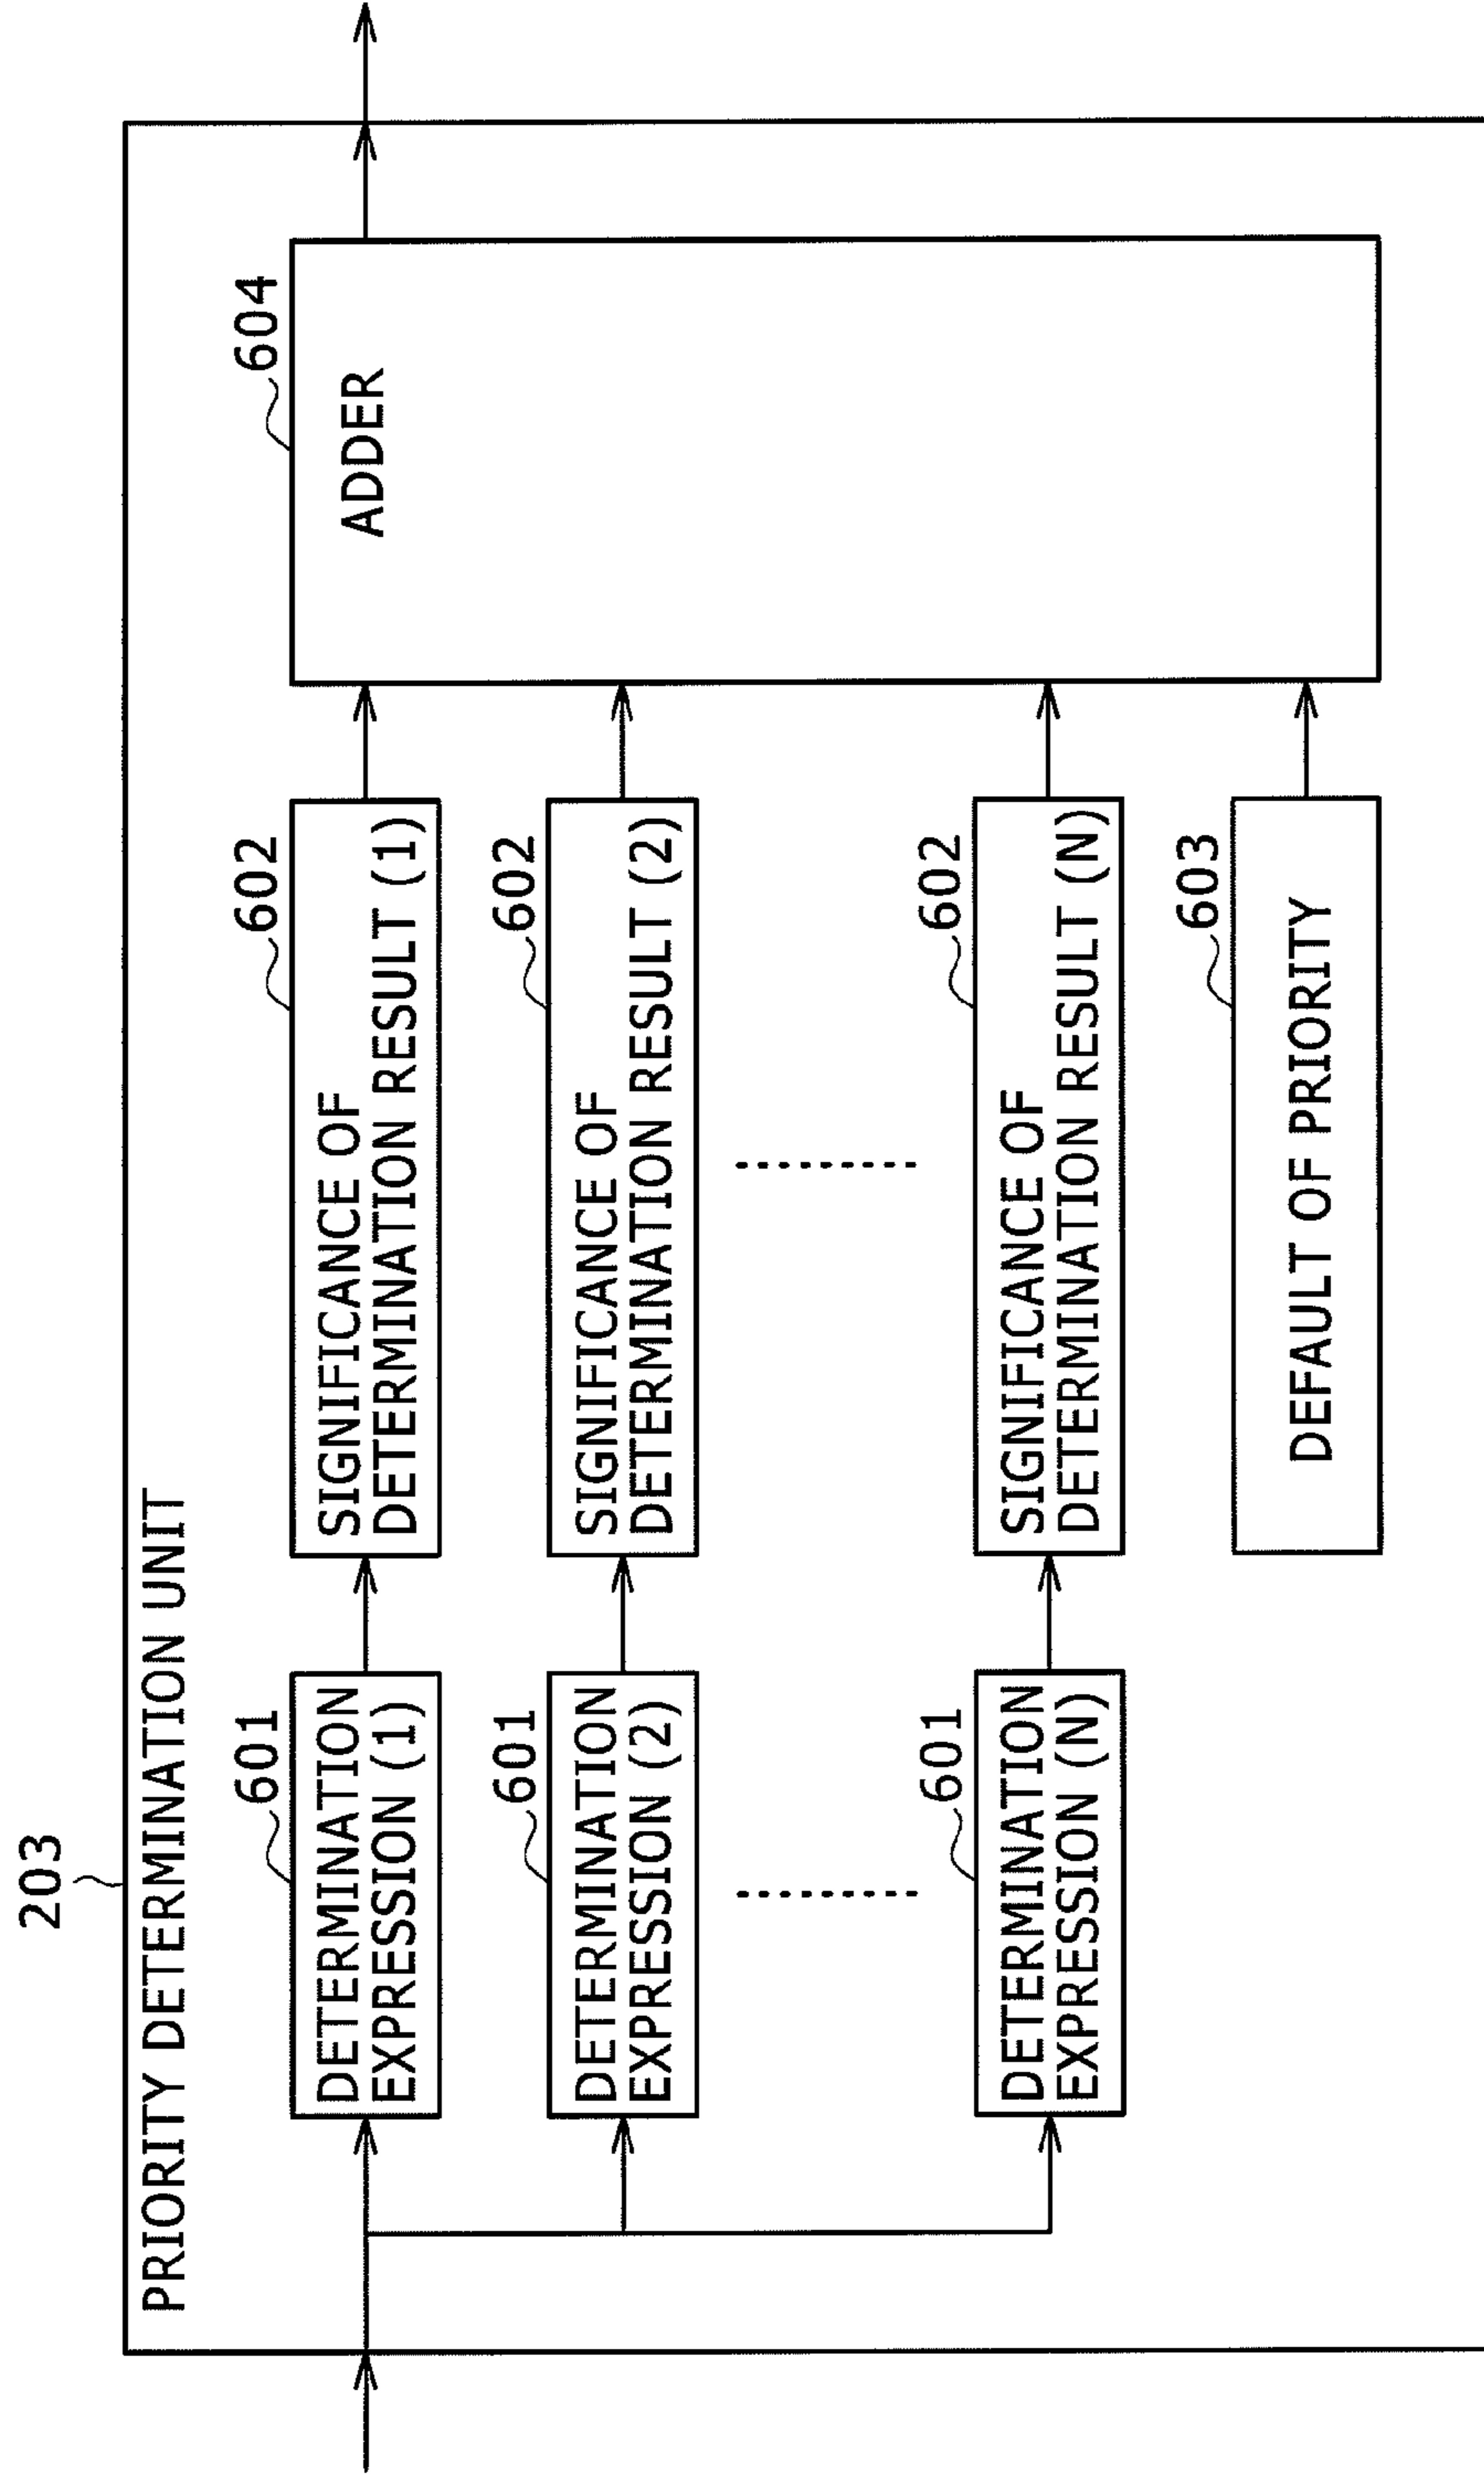 203
PRIORITY DETERMINATION UNIT
601
DETERMINATION
EXPRESSION (1)
602
SIGNIFICANCE OF
DETERMINATION RESULT (1)
604
ADDER
601
DETERMINATION
EXPRESSION (2)
602
SIGNIFICANCE OF
DETERMINATION RESULT (2)
601
DETERMINATION
EXPRESSION (N)
602
SIGNIFICANCE OF
DETERMINATION RESULT (N)
603
DEFAULT OF PRIORITY